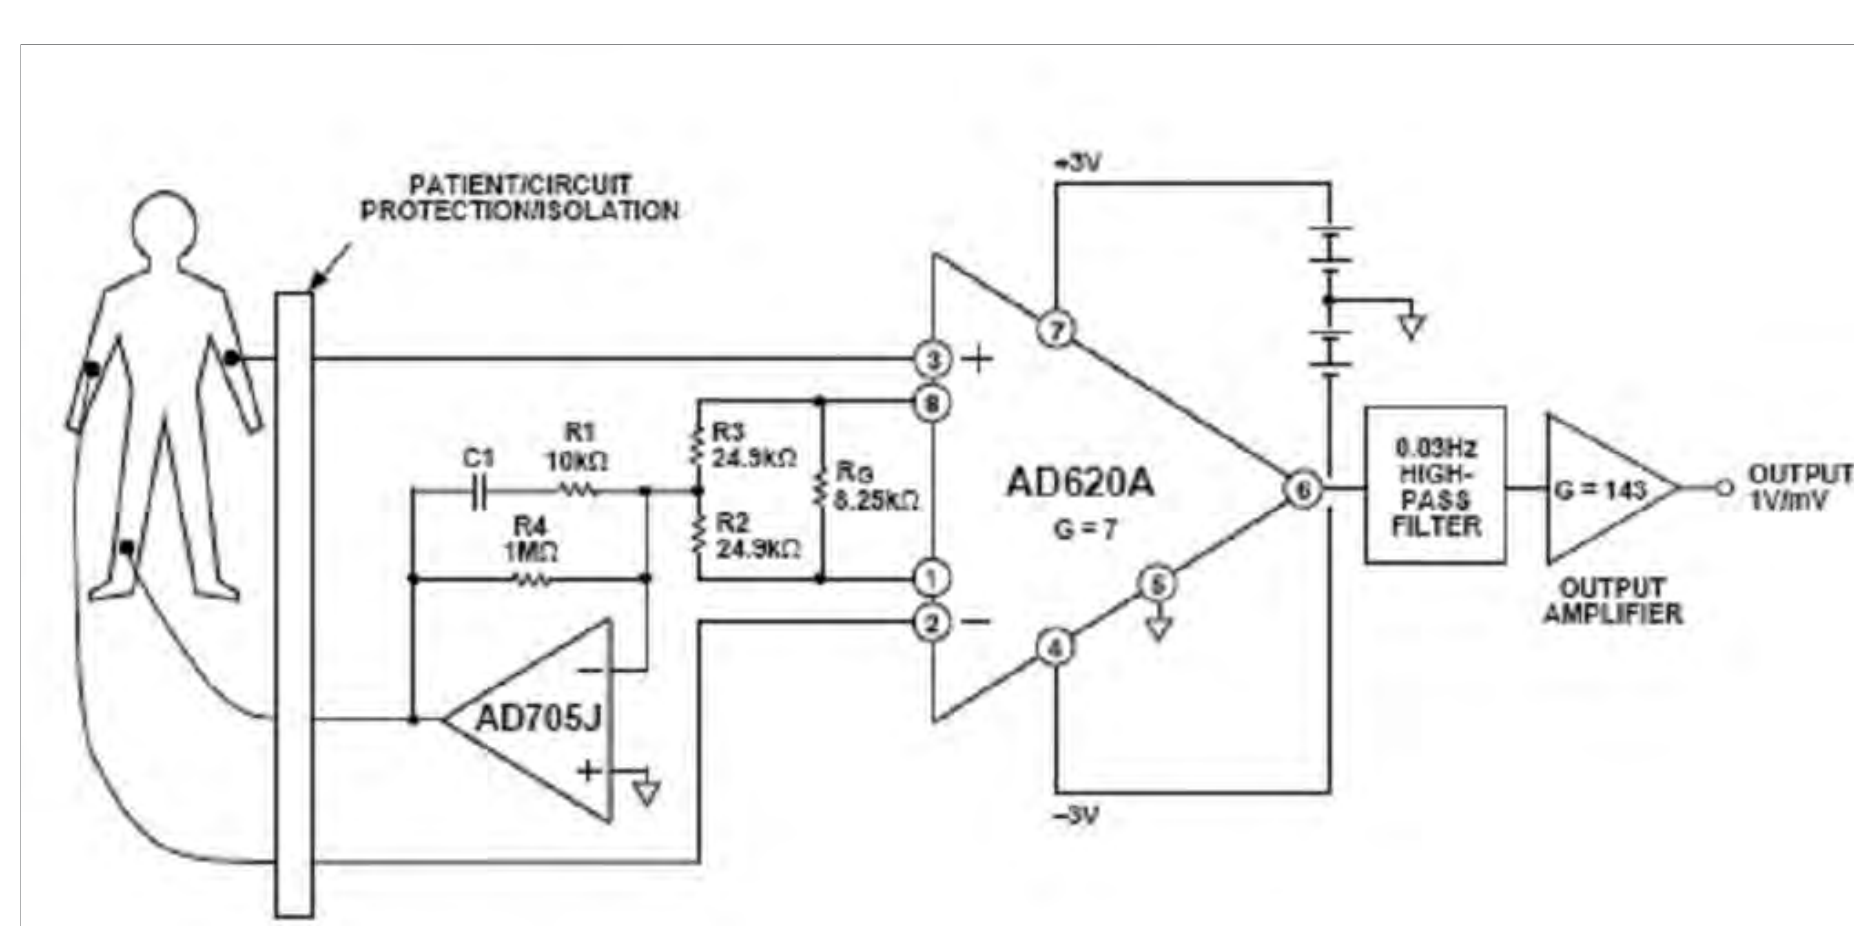 PATIENT/CIRCUIT
PROTECTION/ISOLATION
+3V
7
3 +
8
R3
24.9kΩ
R1
10kΩ
C1
RG
8.25kΩ
AD620A
G = 7
6
0.03Hz
HIGH-
PASS
FILTER
G = 143
OUTPUT
1V/mV
R4
1MΩ
R2
24.9kΩ
1
5
2 −
4
OUTPUT
AMPLIFIER
−
AD705J
+
−3V